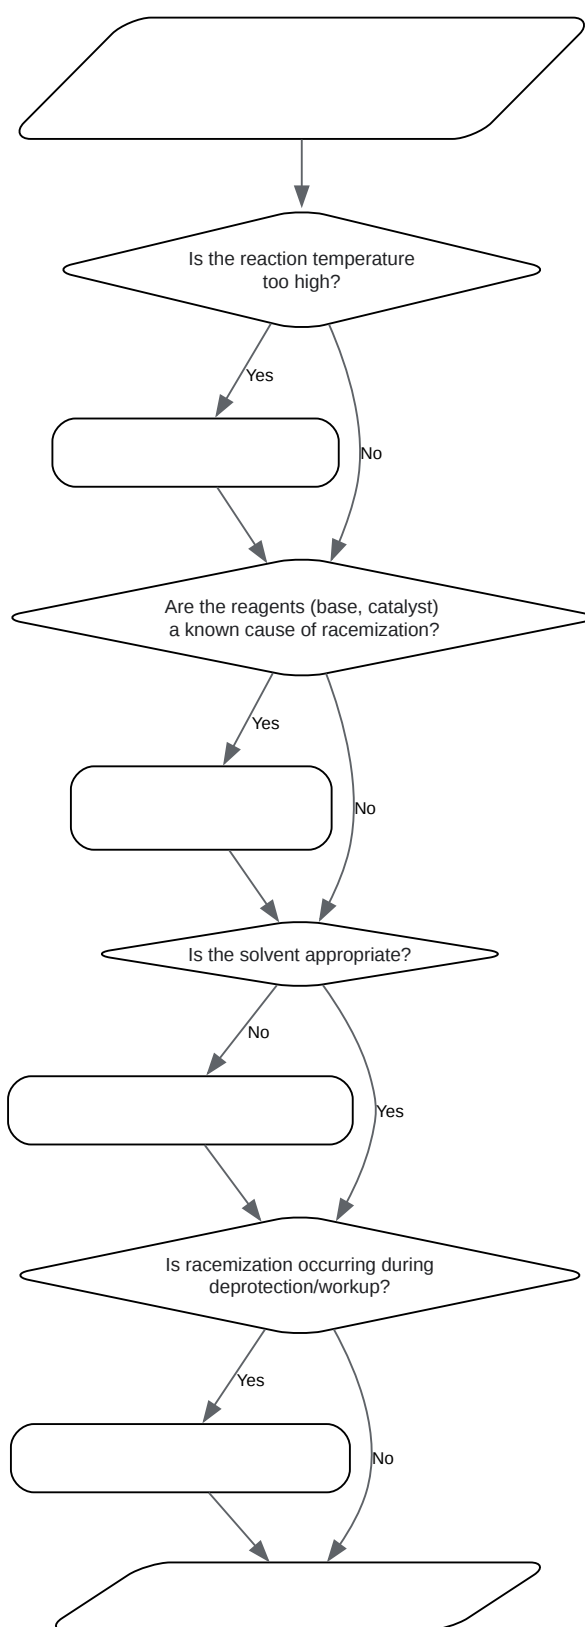 Is the reaction temperature
too high?
Yes
No
Are the reagents (base, catalyst)
a known cause of racemization?
Yes
No
Is the solvent appropriate?
No
Yes
Is racemization occurring during
deprotection/workup?
Yes
No